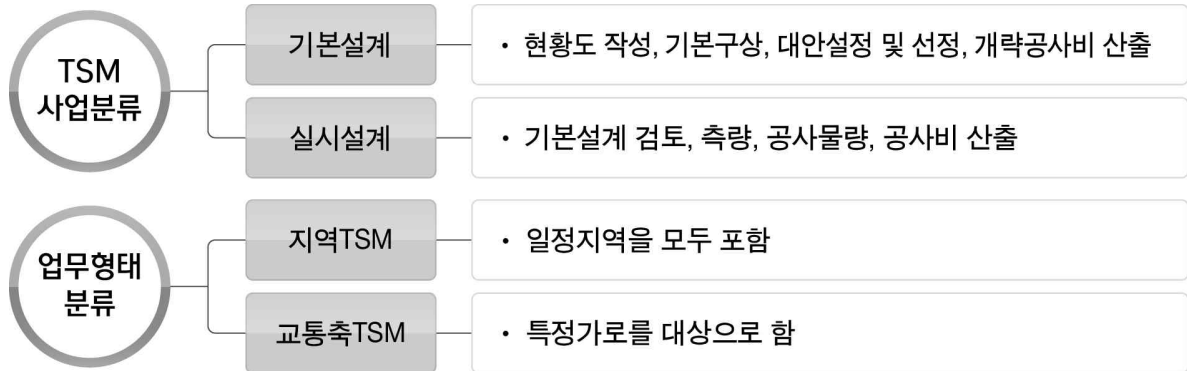 TSM
사업분류
기본설계
• 현황도 작성, 기본구상, 대안설정 및 선정, 개략공사비 산출
실시설계
• 기본설계 검토, 측량, 공사물량, 공사비 산출
업무형태
분류
지역TSM
• 일정지역을 모두 포함
교통축TSM
• 특정가로를 대상으로 함